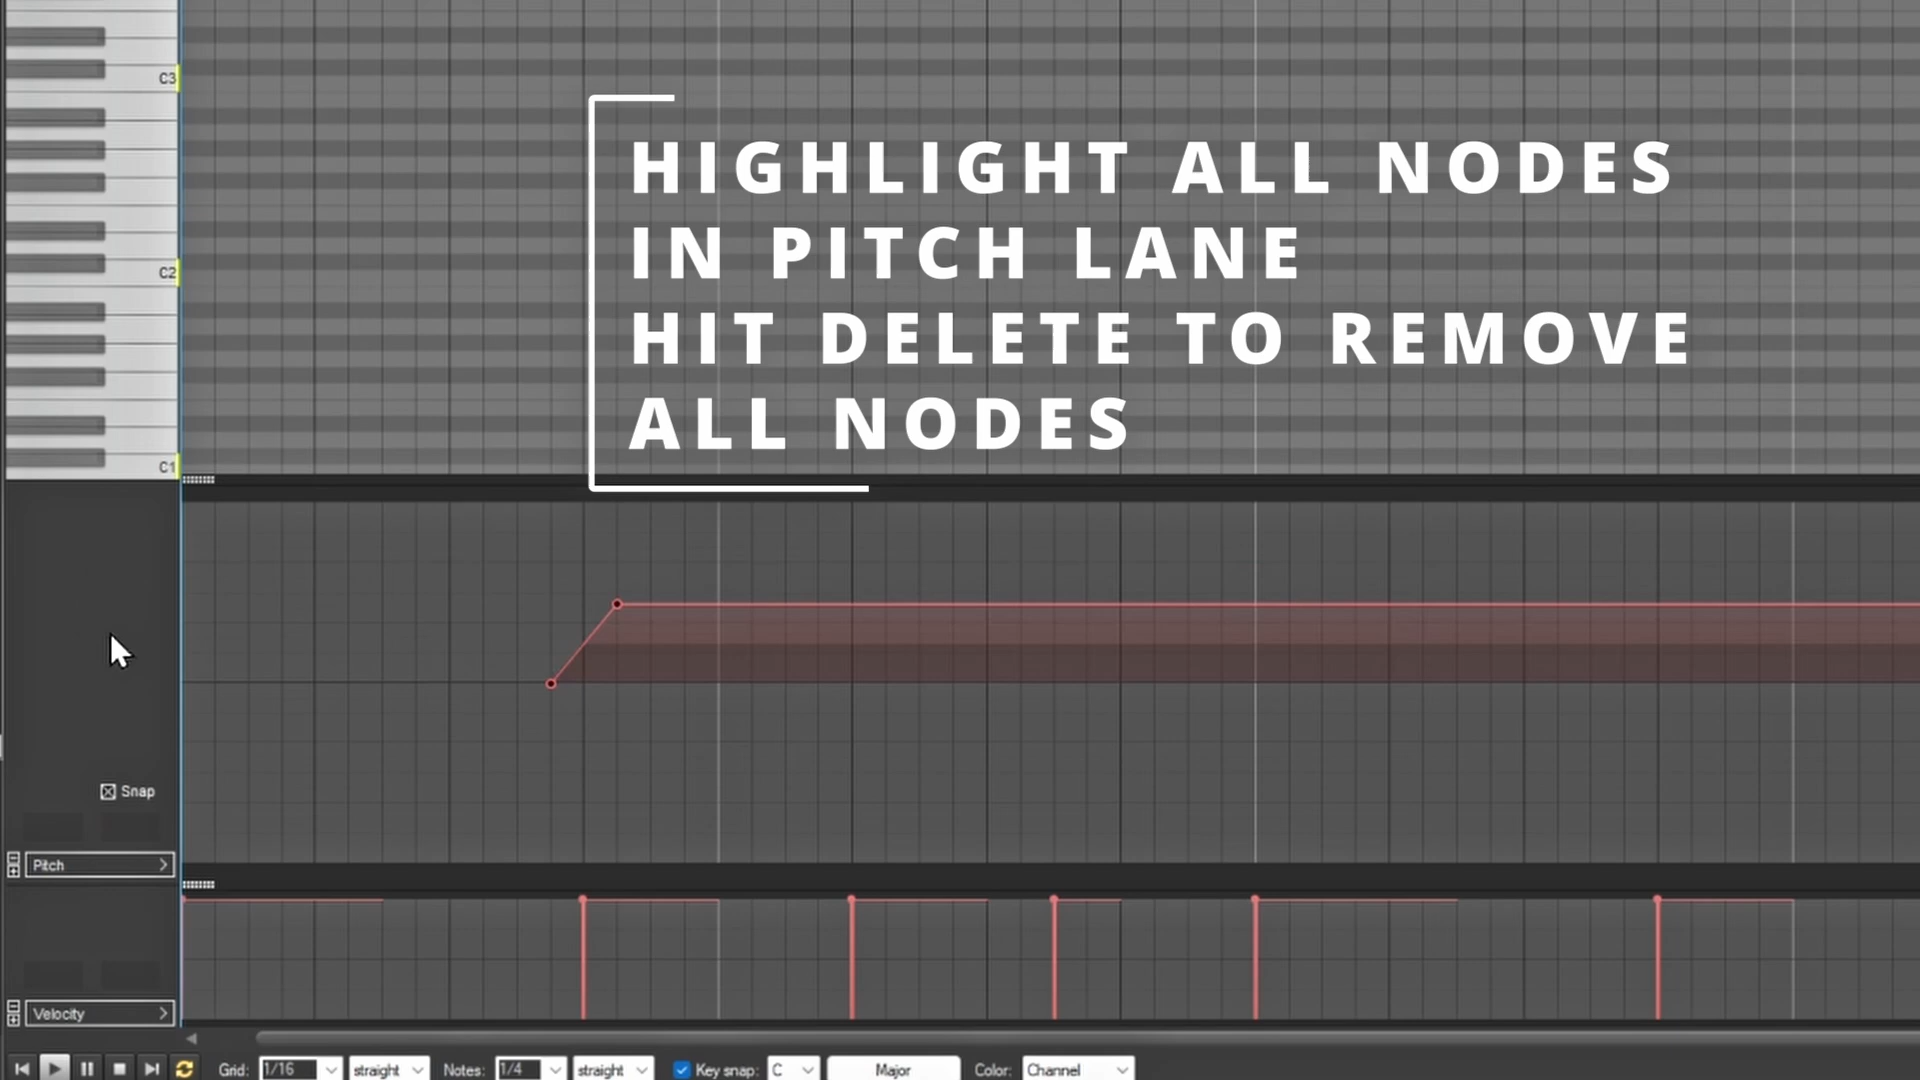 C3
HIGHLIGHT ALL NODES
IN PITCH LANE
C2
HIT DELETE TO REMOVE
ALL NODES
C1
Snap
Pitch
Velocity
Grid: 1/16 straight Notes: 1/4 straight Key snap: C Major Color: Channel